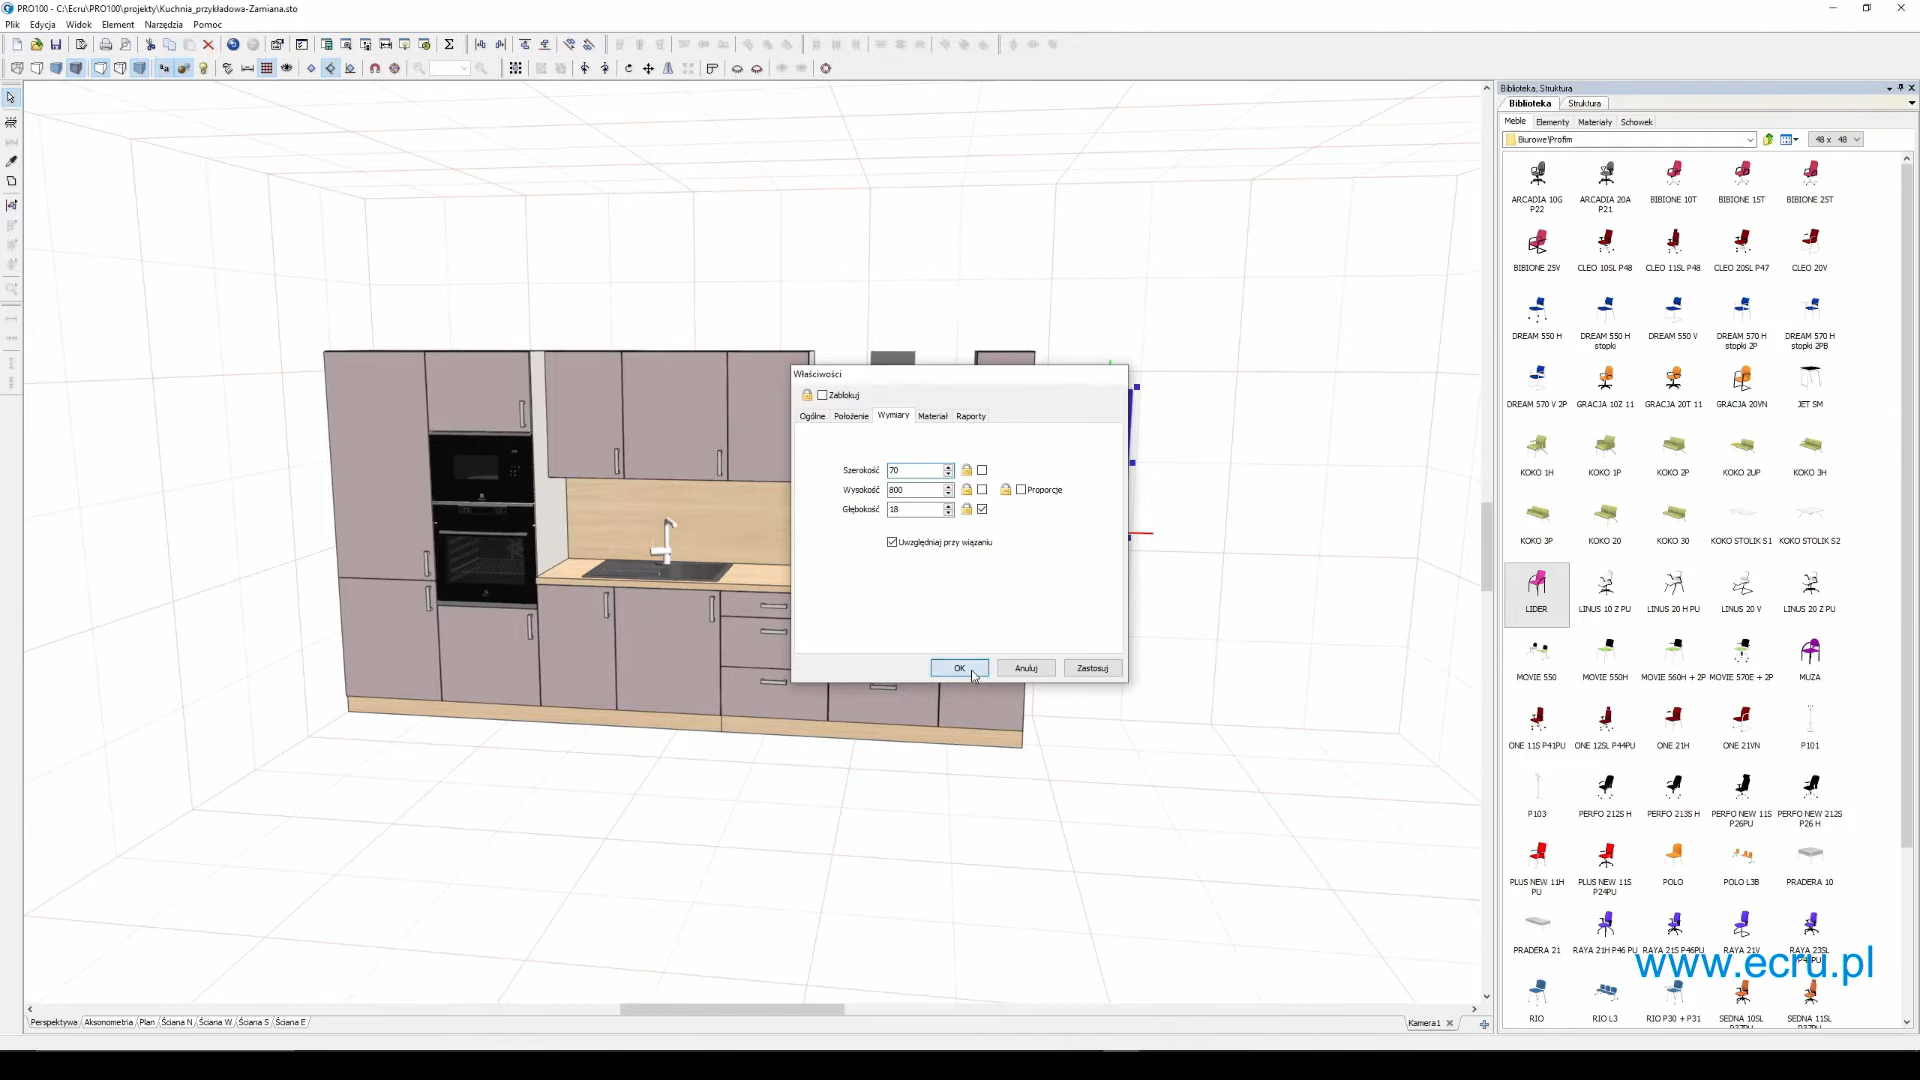 PRO100 - C:\Ecru\PRO100\projekty\Kuchnia_przykładowa-Zamiana.sto
Plik Edycja Widok Element Narzędzia Pomoc
Biblioteka, Struktura
Biblioteka Struktura
Meble Elementy Materiały Schowek
Biurowe\Profim 48 x 48
ARCADIA 10G P22
ARCADIA 20A P21
BIBIONE 10T
BIBIONE 15T
BIBIONE 25T
BIBIONE 25V
CLEO 10SL P48
CLEO 11SL P48
CLEO 20SL P47
CLEO 20V
DREAM 550 H
DREAM 550 H stopki
DREAM 550 V
DREAM 570 H stopki 2P
DREAM 570 H stopki 2PB
DREAM 570 V 2P
GRACJA 10Z 11
GRACJA 20T 11
GRACJA 20VN
JET SM
KOKO 1H
KOKO 1P
KOKO 2P
KOKO 2UP
KOKO 3H
KOKO 3P
KOKO 20
KOKO 30
KOKO STOLIK S1
KOKO STOLIK S2
LIDER
LINUS 10 Z PU
LINUS 20 H PU
LINUS 20 V
LINUS 20 Z PU
MOVIE 550
MOVIE 550H
MOVIE 560H + 2P
MOVIE 570E + 2P
MUZA
ONE 11S P41PU
ONE 12SL P44PU
ONE 21H
ONE 21VN
P101
P103
PERFO 212S H
PERFO 213S H
PERFO NEW 11S P26PU
PERFO NEW 212S P26 H
PLUS NEW 11H PU
PLUS NEW 11S P24PU
POLO
POLO L3B
PRADERA 10
PRADERA 21
RAYA 21H P46 PU
RAYA 21S P46PU
RAYA 21V
RAYA 23SL
RIO
RIO L3
RIO P30 + P31
SEDNA 10SL
SEDNA 11SL
www.ecru.pl
Właściwości
Zablokuj
Ogólne Położenie Wymiary Materiał Raporty
Szerokość 70
Wysokość 800 Proporcje
Głębokość 18
Uwzględniaj przy wiązaniu
OK Anuluj Zastosuj
Perspektywa Aksonometria Plan Ściana N Ściana W Ściana S Ściana E
Kamera1